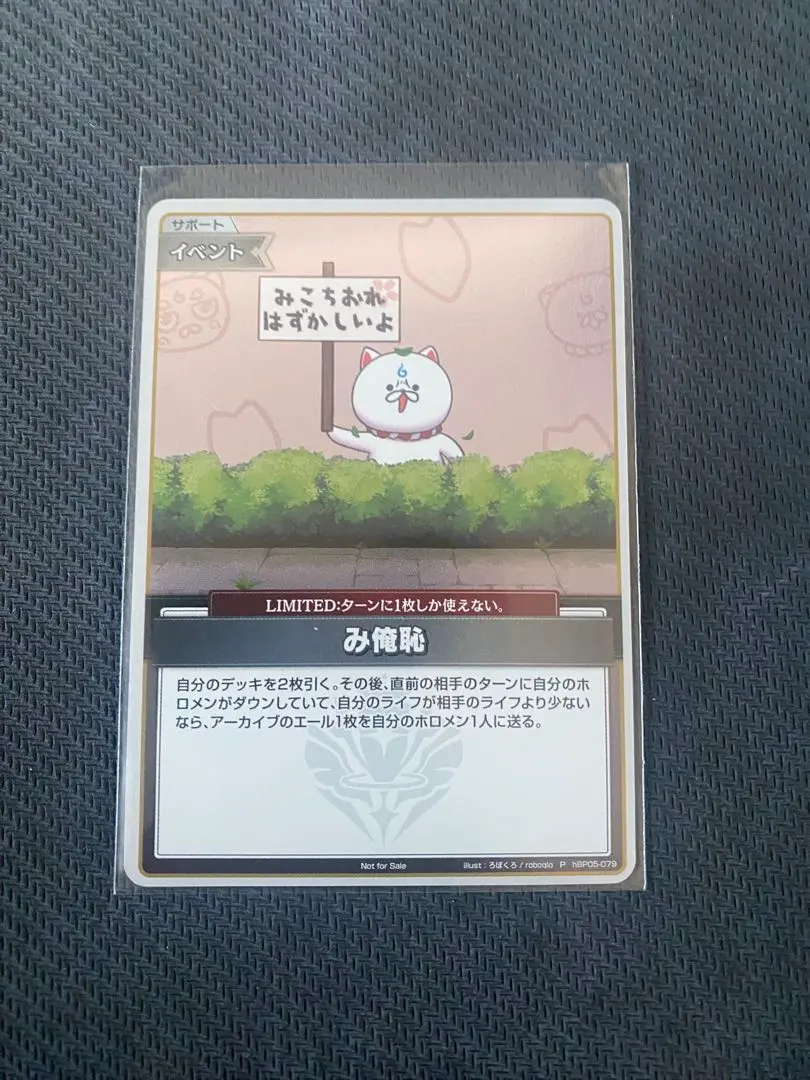 サポート
イベント
みこちおれ
はずかしいよ
LIMITED:ターンに1枚しか使えない。
み俺恥
自分のデッキを2枚引く。その後、直前の相手のターンに自分のホ
ロメンがダウンしていて、自分のライフが相手のライフより少ない
なら、アーカイブのエール1枚を自分のホロメン1人に送る。
Not for Sale
illust：ろぼくろ / roboqlo P hBP05-079